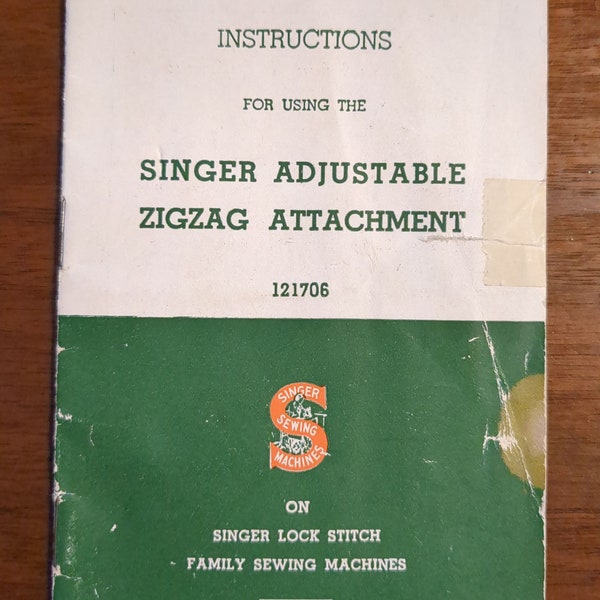 INSTRUCTIONS
FOR USING THE
SINGER ADJUSTABLE
ZIGZAG ATTACHMENT
121706
SINGER
SEWING
MACHINES
ON
SINGER LOCK STITCH
FAMILY SEWING MACHINES